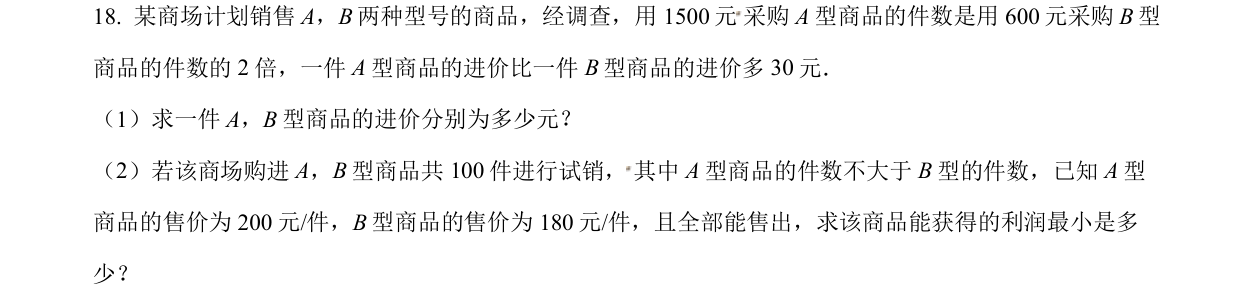 18. 某商场计划销售 A，B 两种型号的商品，经调查，用 1500 元采购 A 型商品的件数是用 600 元采购 B 型
商品的件数的 2 倍，一件 A 型商品的进价比一件 B 型商品的进价多 30 元．
（1）求一件 A，B 型商品的进价分别为多少元？
（2）若该商场购进 A，B 型商品共 100 件进行试销，其中 A 型商品的件数不大于 B 型的件数，已知 A 型
商品的售价为 200 元/件，B 型商品的售价为 180 元/件，且全部能售出，求该商品能获得的利润最小是多
少？